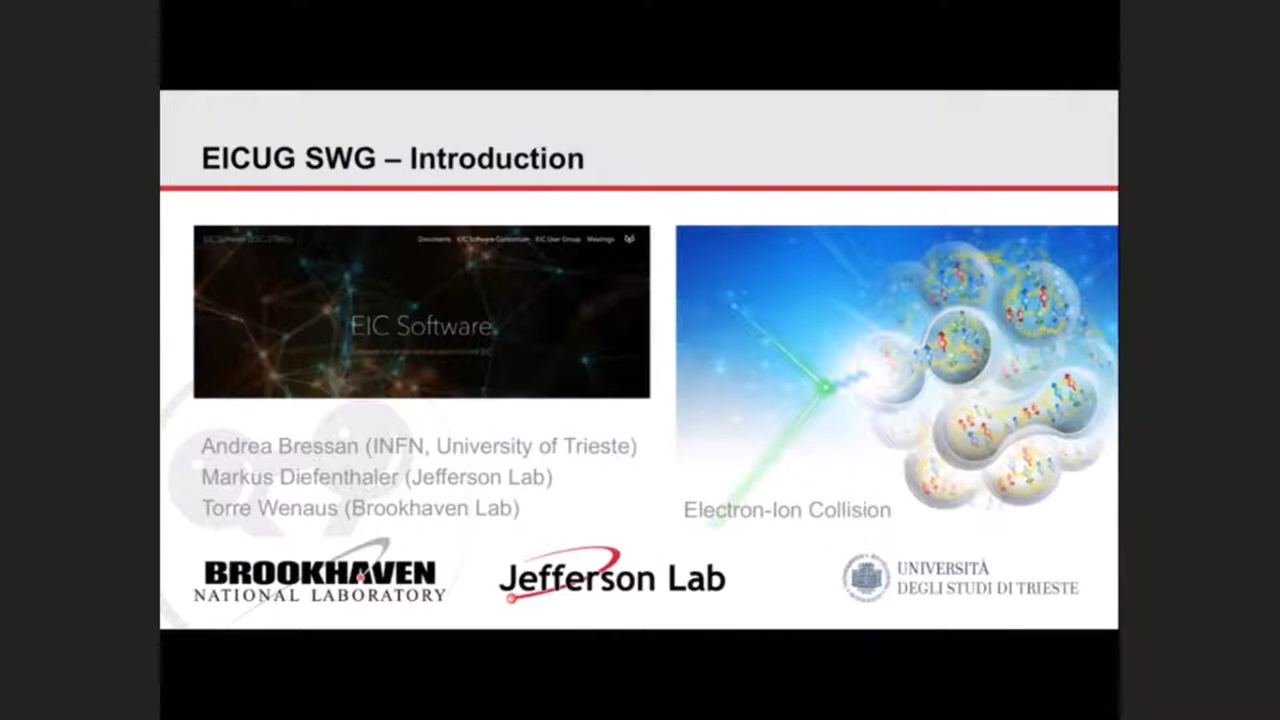 EICUG SWG – Introduction
Documents EIC Software Consortium EIC User Group Meetings
EIC Software
Andrea Bressan (INFN, University of Trieste)
Markus Diefenthaler (Jefferson Lab)
Torre Wenaus (Brookhaven Lab)
Electron-Ion Collision
BROOKHAVEN
NATIONAL LABORATORY
Jefferson Lab
UNIVERSITÀ
DEGLI STUDI DI TRIESTE